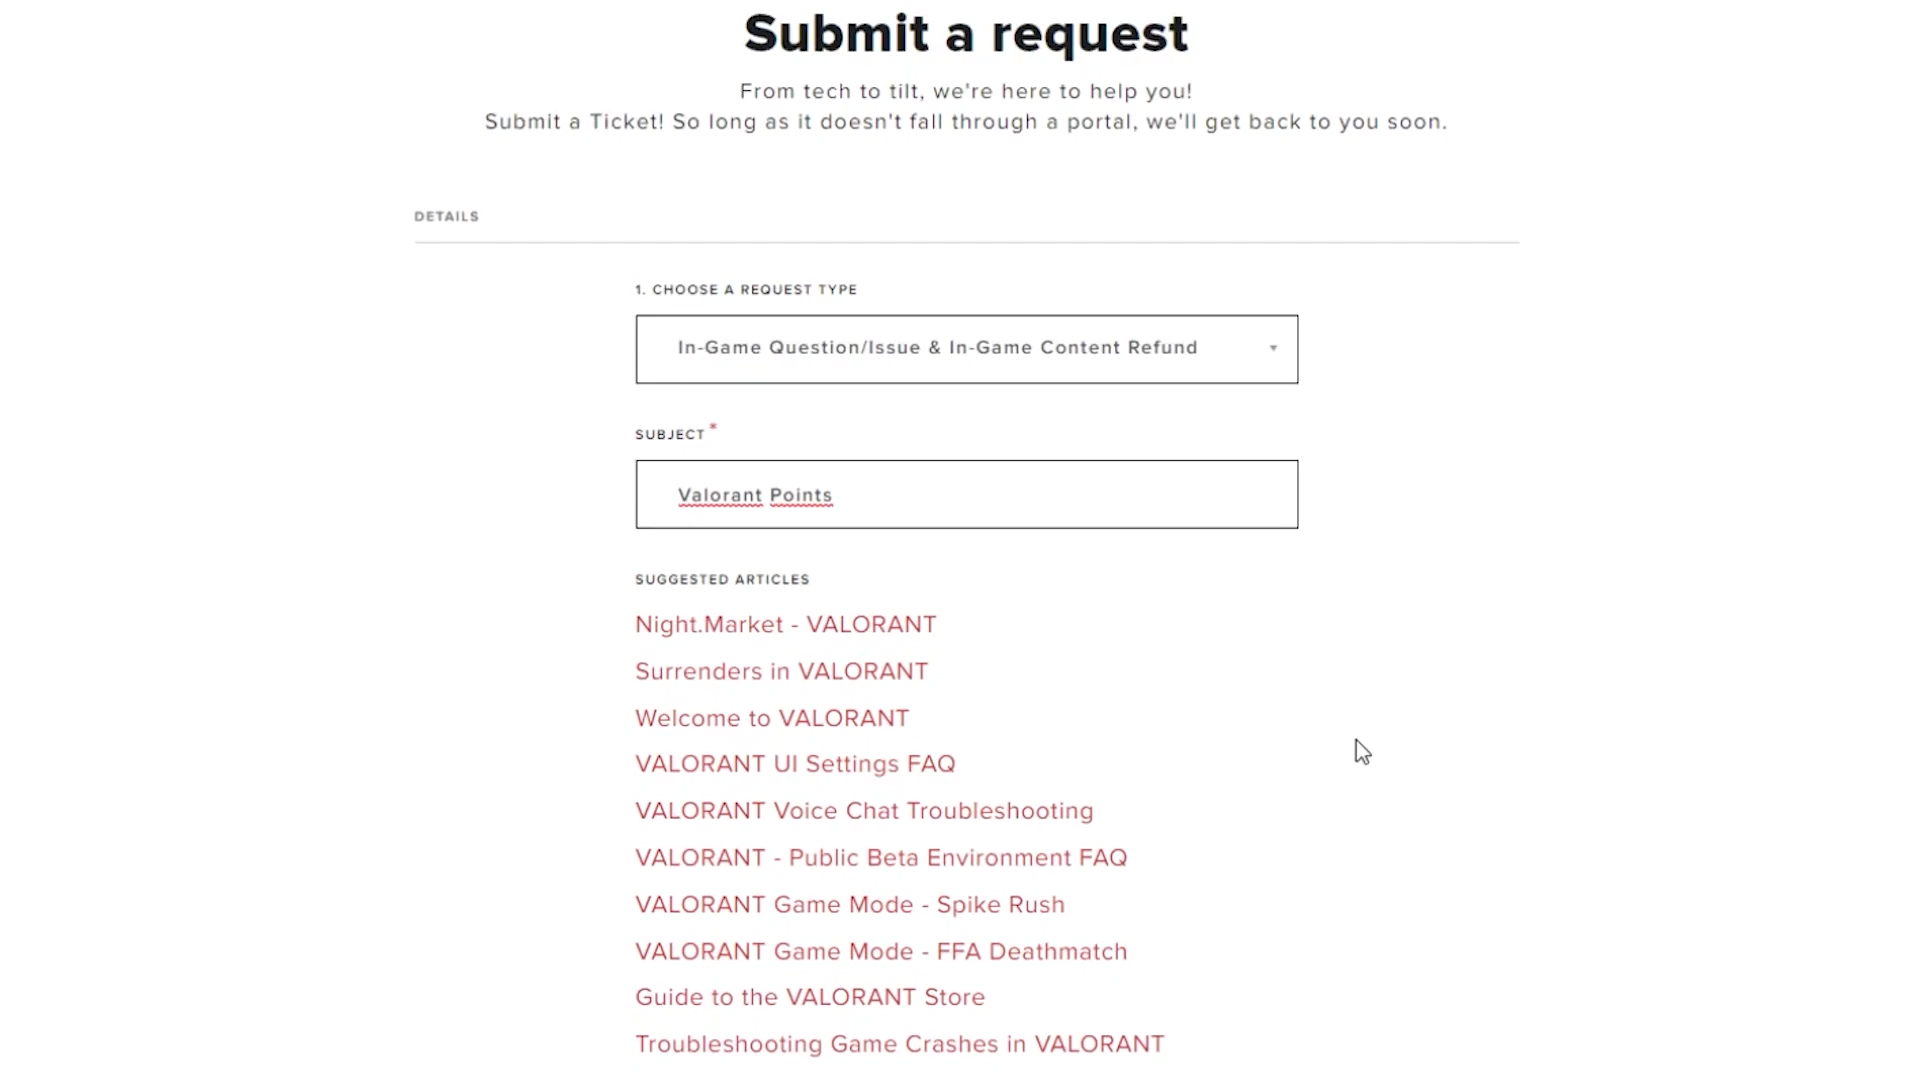 Submit a request
From tech to tilt, we're here to help you!
Submit a Ticket! So long as it doesn't fall through a portal, we'll get back to you soon.
DETAILS
1. CHOOSE A REQUEST TYPE
In-Game Question/Issue & In-Game Content Refund
SUBJECT *
Valorant Points
SUGGESTED ARTICLES
Night.Market - VALORANT
Surrenders in VALORANT
Welcome to VALORANT
VALORANT UI Settings FAQ
VALORANT Voice Chat Troubleshooting
VALORANT - Public Beta Environment FAQ
VALORANT Game Mode - Spike Rush
VALORANT Game Mode - FFA Deathmatch
Guide to the VALORANT Store
Troubleshooting Game Crashes in VALORANT